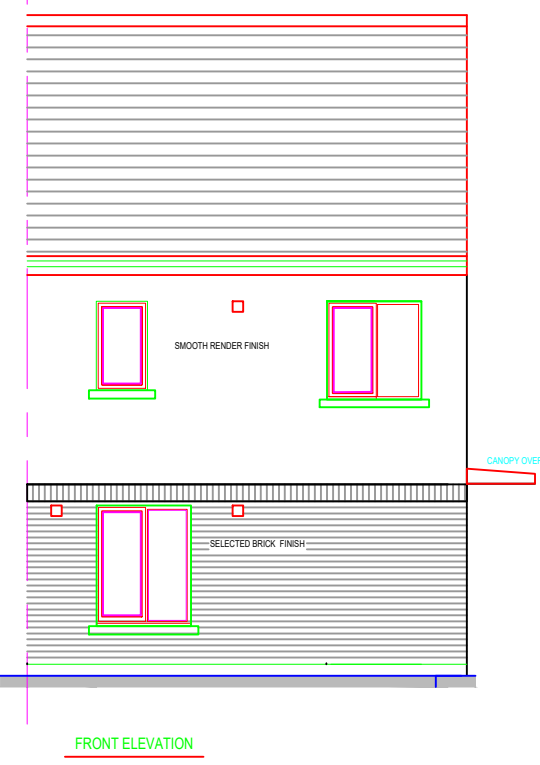 SMOOTH RENDER FINISH
CANOPY OVER
SELECTED BRICK FINISH
FRONT ELEVATION